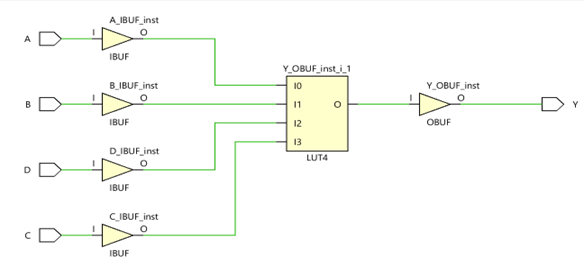 A_IBUF_inst
A
I
O
IBUF
B_IBUF_inst
B
I
O
IBUF
D_IBUF_inst
D
I
O
IBUF
C_IBUF_inst
C
I
O
IBUF
Y_OBUF_inst_i_1
I0
I1
I2
I3
O
LUT4
Y_OBUF_inst
I
O
OBUF
Y